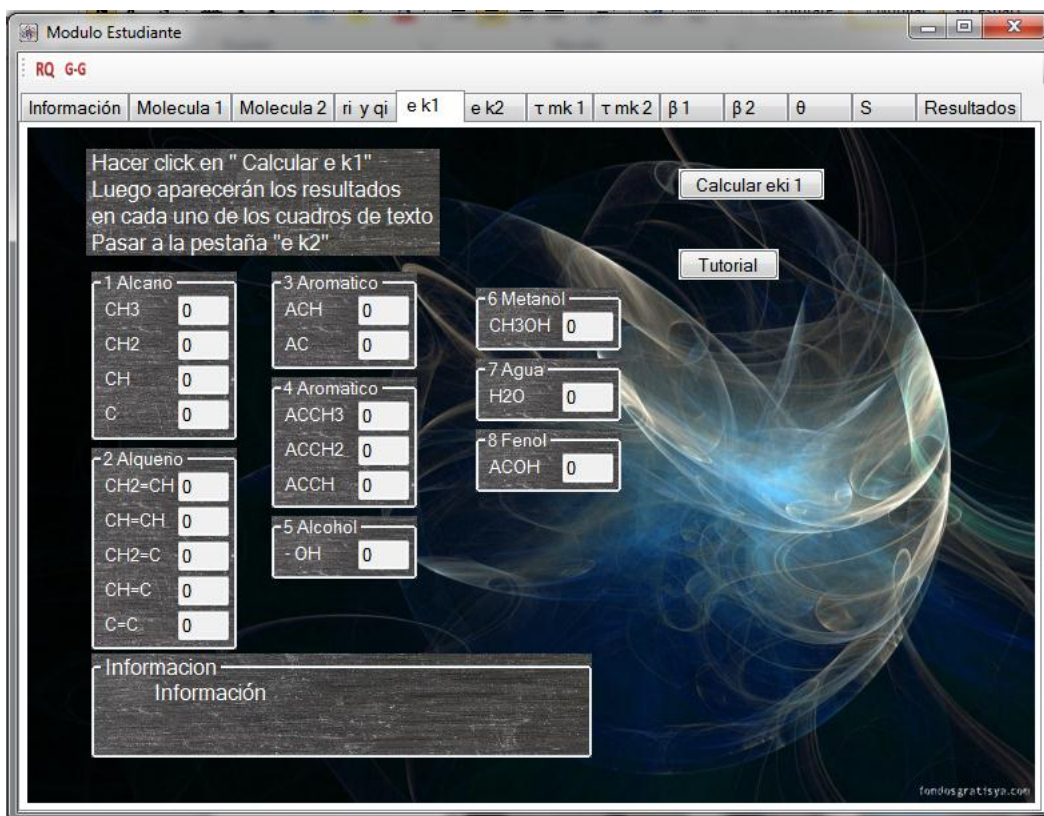 Modulo Estudiante
RQ G-G
Información Molecula 1 Molecula 2 ri y qi e k1 e k2 τ mk 1 τ mk 2 β 1 β 2 θ S Resultados
Hacer click en " Calcular e k1"
Luego aparecerán los resultados
en cada uno de los cuadros de texto
Pasar a la pestaña "e k2"
Calcular eki 1
Tutorial
1 Alcano
CH3 0
CH2 0
CH 0
C 0
2 Alqueno
CH2=CH 0
CH=CH 0
CH2=C 0
CH=C 0
C=C 0
3 Aromatico
ACH 0
AC 0
4 Aromatico
ACCH3 0
ACCH2 0
ACCH 0
5 Alcohol
- OH 0
6 Metanol
CH3OH 0
7 Agua
H2O 0
8 Fenol
ACOH 0
Informacion
Información
fondosgratisya.com